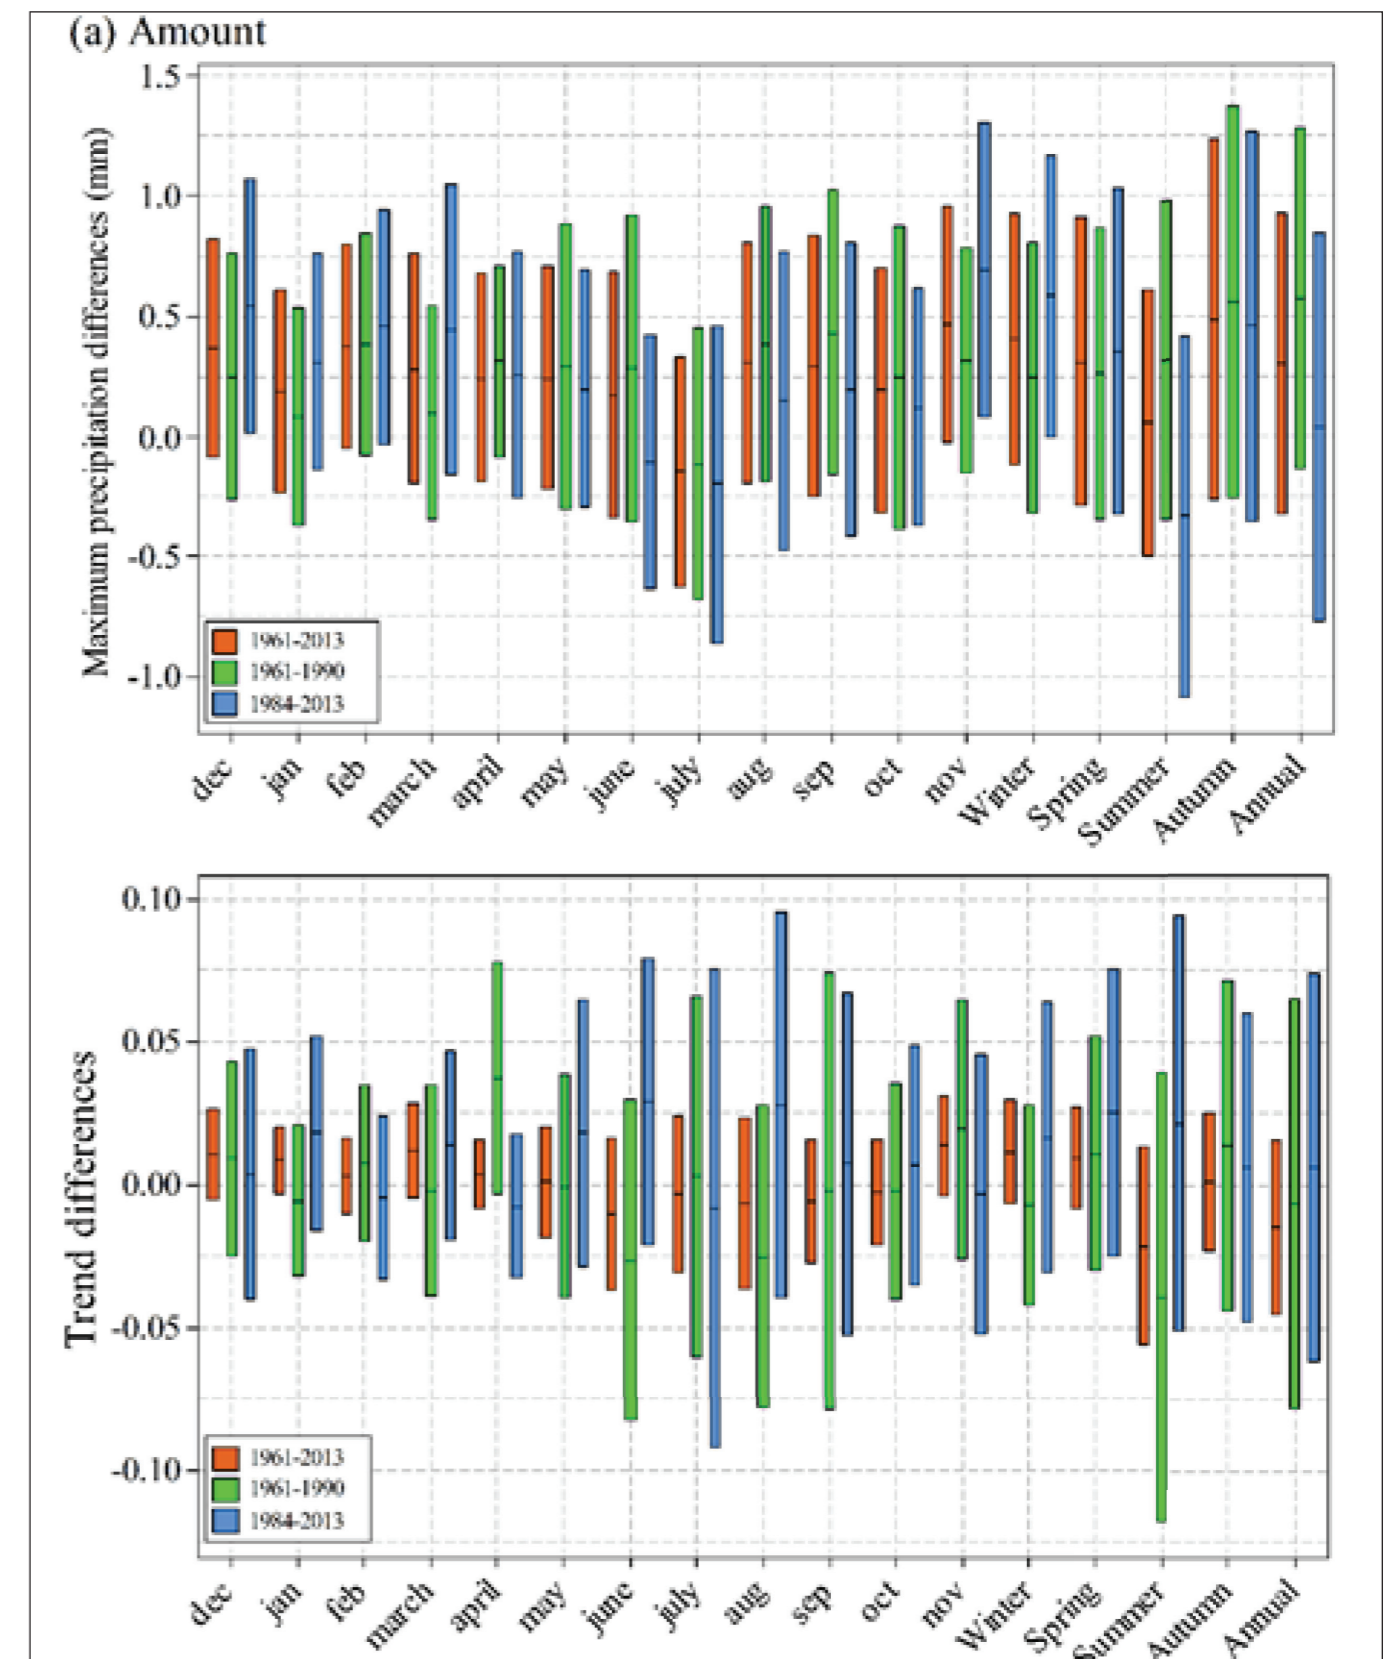 (a) Amount
Maximum precipitation differences (mm)
1.5
1.0
0.5
0.0
-0.5
-1.0
1961-2013
1961-1990
1984-2013
dec
jan
feb
march
april
may
june
july
aug
sep
oct
nov
Winter
Spring
Summer
Autumn
Annual
Trend differences
0.10
0.05
0.00
-0.05
-0.10
1961-2013
1961-1990
1984-2013
dec
jan
feb
march
april
may
june
july
aug
sep
oct
nov
Winter
Spring
Summer
Autumn
Annual